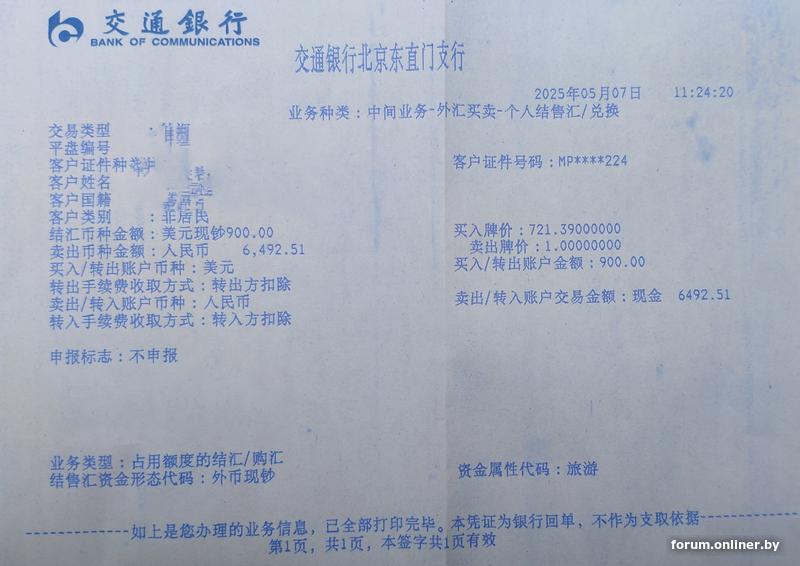 交通銀行
BANK OF COMMUNICATIONS
交通银行北京东直门支行
2025年05月07日 11:24:20
业务种类：中间业务-外汇买卖-个人结售汇/兑换
交易类型 ：
平盘编号
客户证件种类
客户证件号码：MP****224
客户姓名
客户国籍
客户类别 ：非居民
结汇币种金额：美元现钞900.00
买入牌价：721.39000000
卖出币种金额：人民币 6,492.51
卖出牌价：1.00000000
买入/转出账户币种：美元
买入/转出账户金额：900.00
转出手续费收取方式：转出方扣除
卖出/转入账户币种：人民币
卖出/转入账户交易金额：现金 6492.51
转入手续费收取方式：转入方扣除
申报标志：不申报
业务类型：占用额度的结汇/购汇
资金属性代码：旅游
结售汇资金形态代码：外币现钞
如上是您办理的业务信息，已全部打印完毕。本凭证为银行回单，不作为支取依据
第1页，共1页，本签字共1页有效
forum.onliner.by